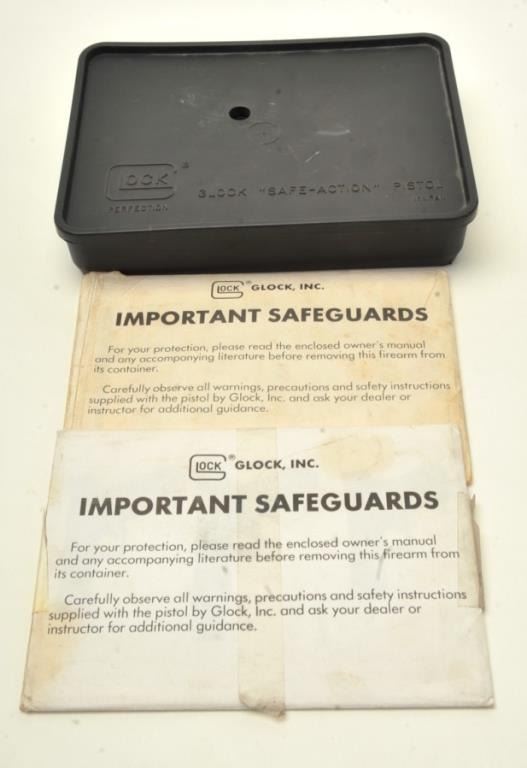 GLOCK
PERFECTION
GLOCK "SAFE-ACTION" PISTOL
GLOCK ® GLOCK, INC.
IMPORTANT SAFEGUARDS
For your protection, please read the enclosed owner's manual
and any accompanying literature before removing this firearm from
its container.
Carefully observe all warnings, precautions and safety instructions
supplied with the pistol by Glock, Inc. and ask your dealer or
instructor for additional guidance.
GLOCK ® GLOCK, INC.
IMPORTANT SAFEGUARDS
For your protection, please read the enclosed owner's manual
and any accompanying literature before removing this firearm from
its container.
Carefully observe all warnings, precautions and safety instructions
supplied with the pistol by Glock, Inc. and ask your dealer or
instructor for additional guidance.